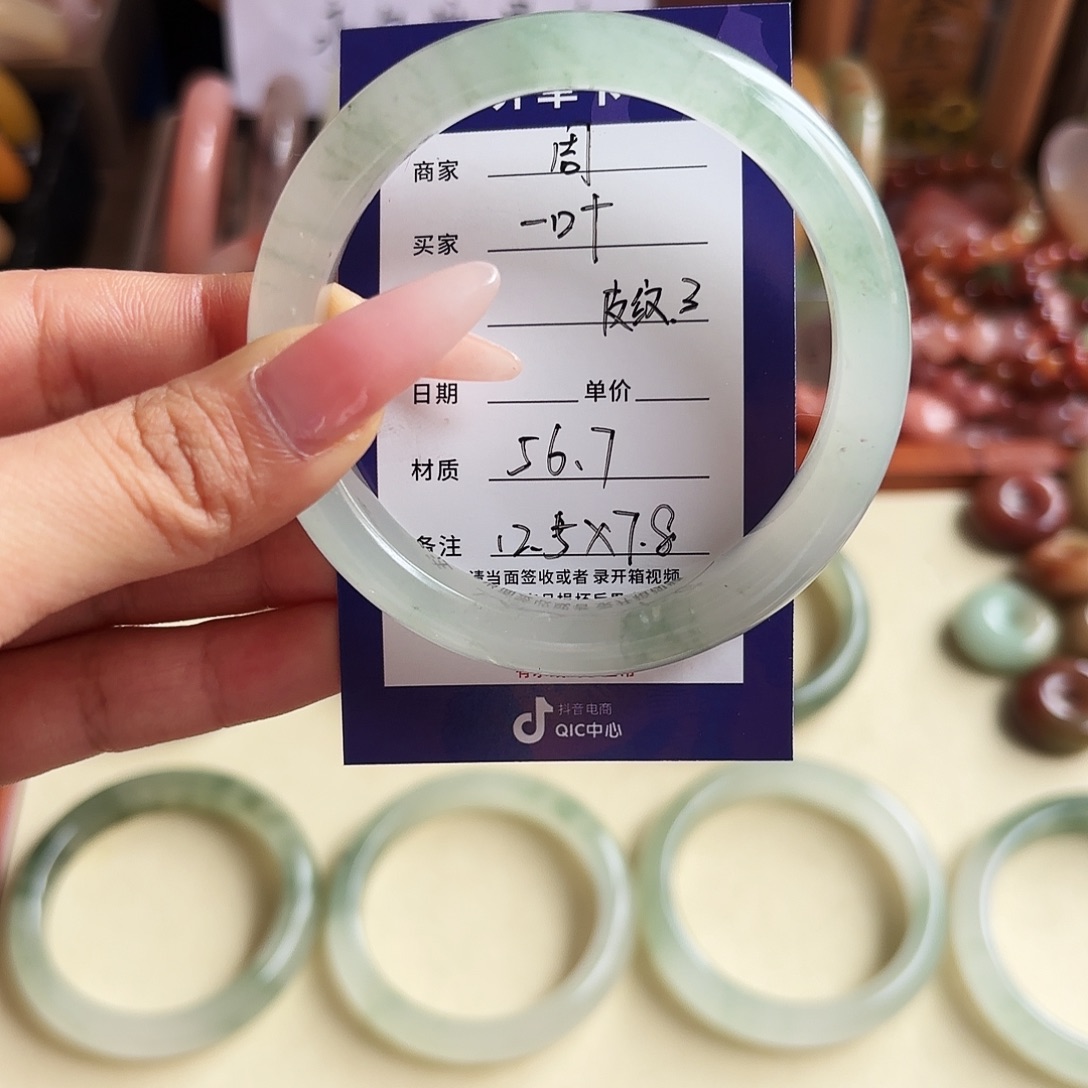 商家 周
买家 一叶
皮纹.3
日期 单价
材质 56.7
备注 12.5×7.8
请当面签收或者 录开箱视频
抖音电商
QIC中心